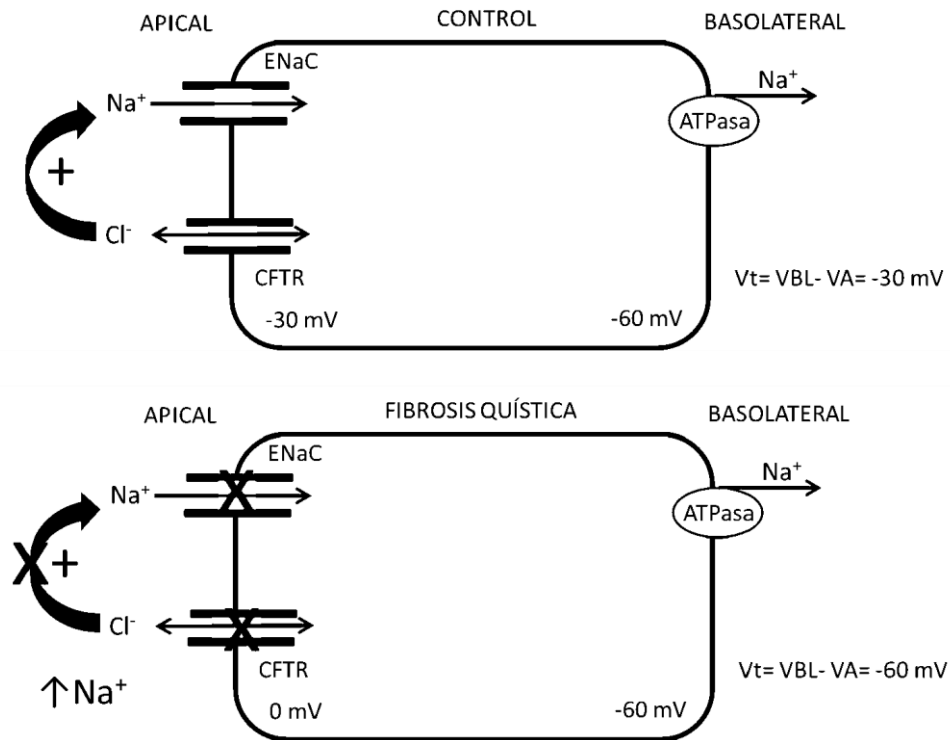 APICAL CONTROL BASOLATERAL
ENaC
Na⁺ Na⁺
ATPasa
+
Cl⁻
CFTR Vt= VBL- VA= -30 mV
-30 mV -60 mV
APICAL FIBROSIS QUÍSTICA BASOLATERAL
ENaC
Na⁺ X Na⁺
ATPasa
X +
Cl⁻ X
CFTR Vt= VBL- VA= -60 mV
↑Na⁺ 0 mV -60 mV